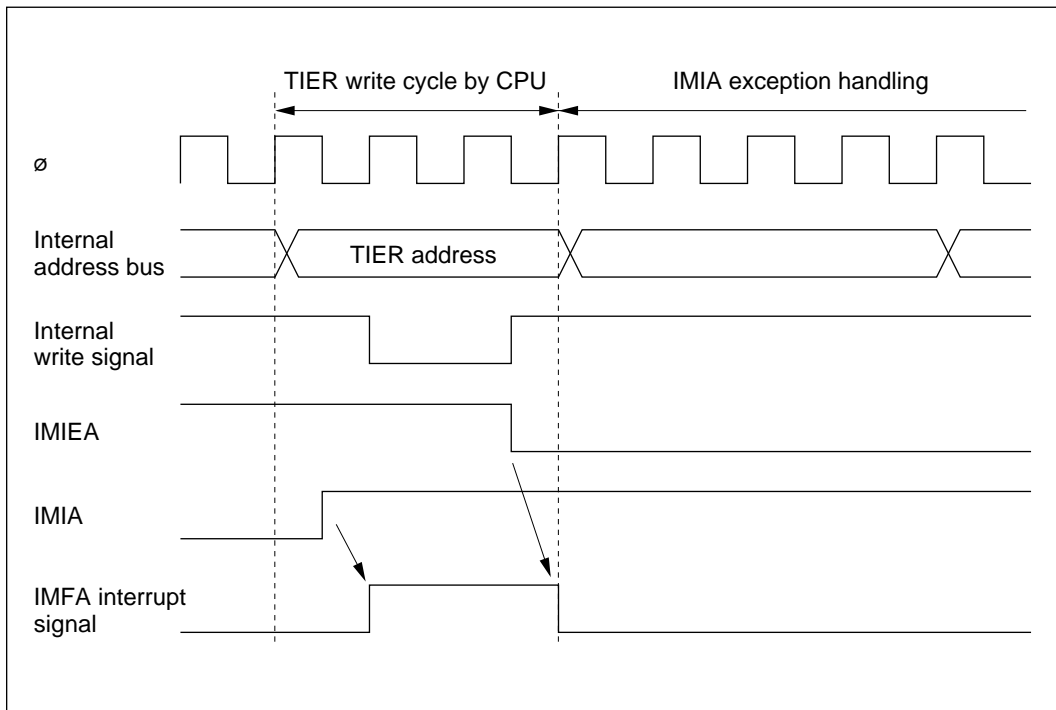 TIER write cycle by CPU
IMIA exception handling
ø
Internal
address bus
TIER address
Internal
write signal
IMIEA
IMIA
IMFA interrupt
signal